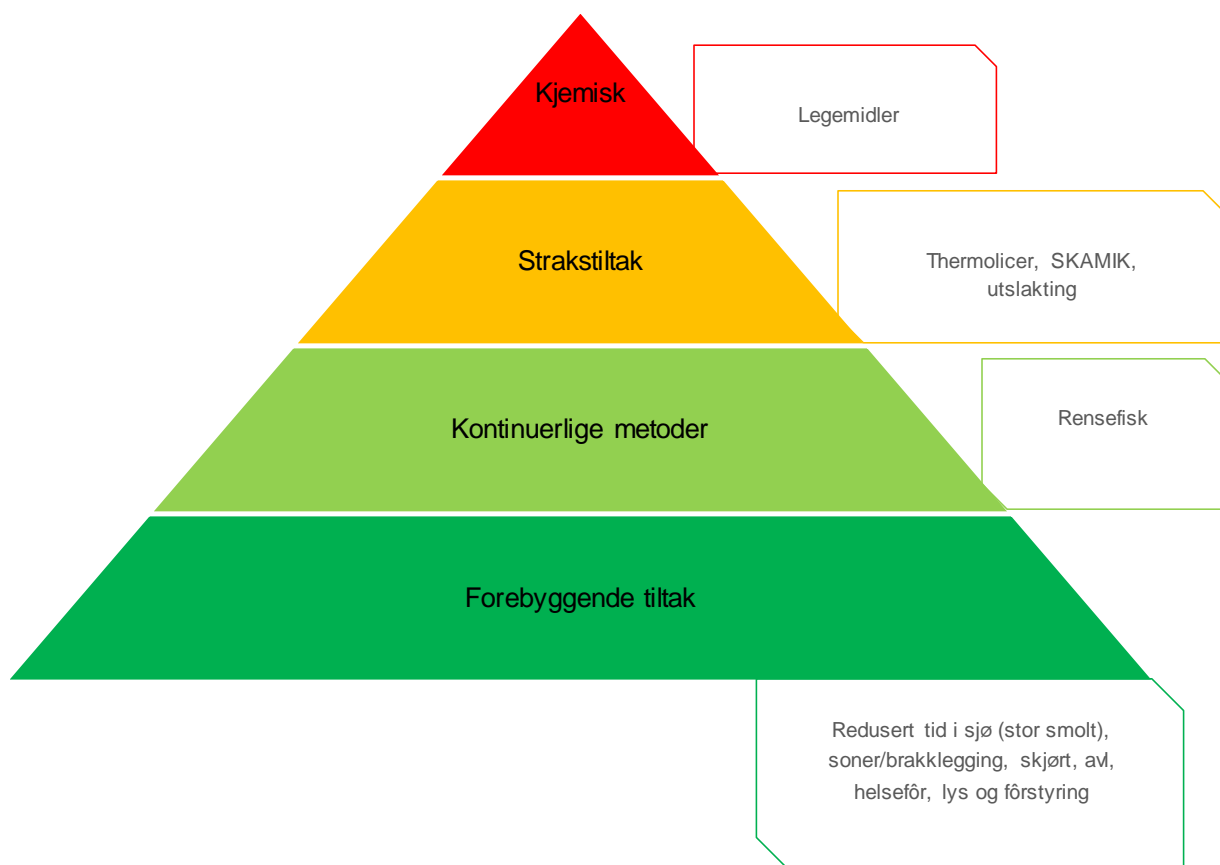 Kjemisk
Legemidler
Strakstiltak
Thermolicer, SKAMIK,
utslakting
Kontinuerlige metoder
Rensefisk
Forebyggende tiltak
Redusert tid i sjø (stor smolt),
soner/brakklegging, skjørt, avl,
helsefôr, lys og fôrstyring